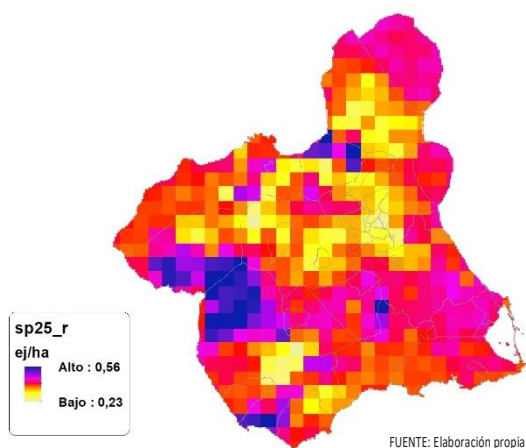 sp25_r
ej/ha
Alto : 0,56
Bajo : 0,23
FUENTE: Elaboración propia